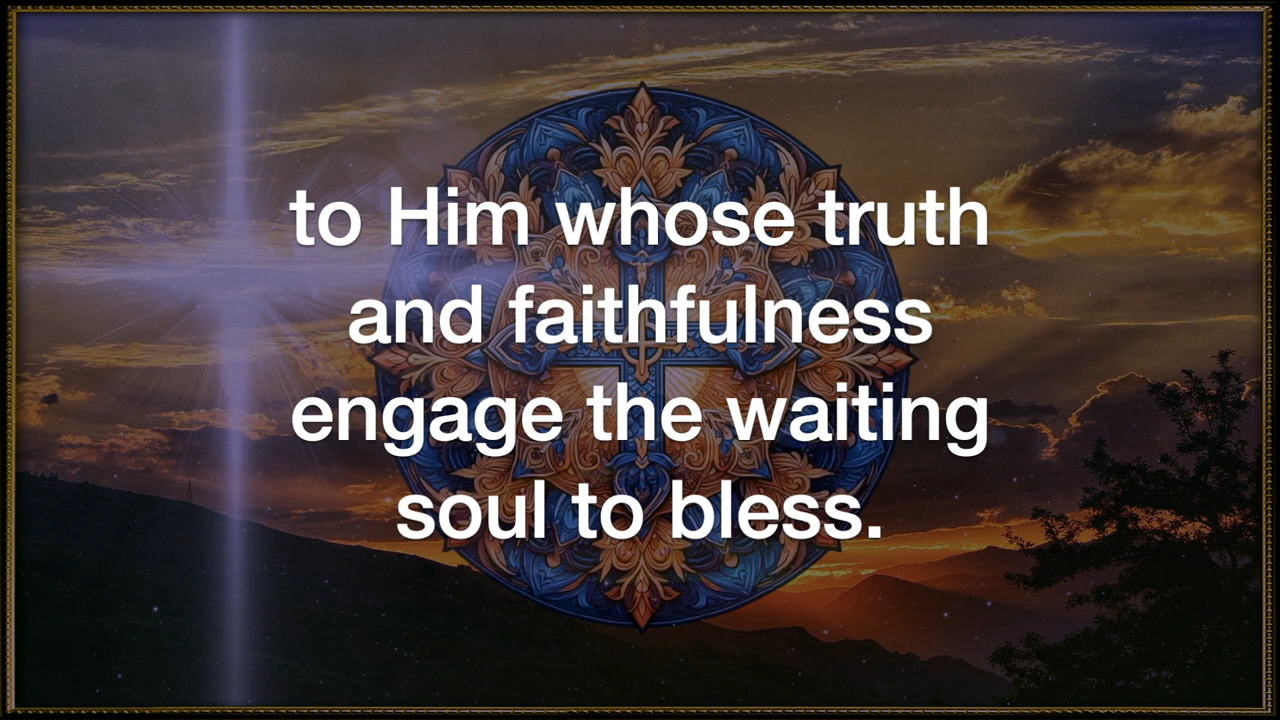 to Him whose truth
and faithfulness
engage the waiting
soul to bless.